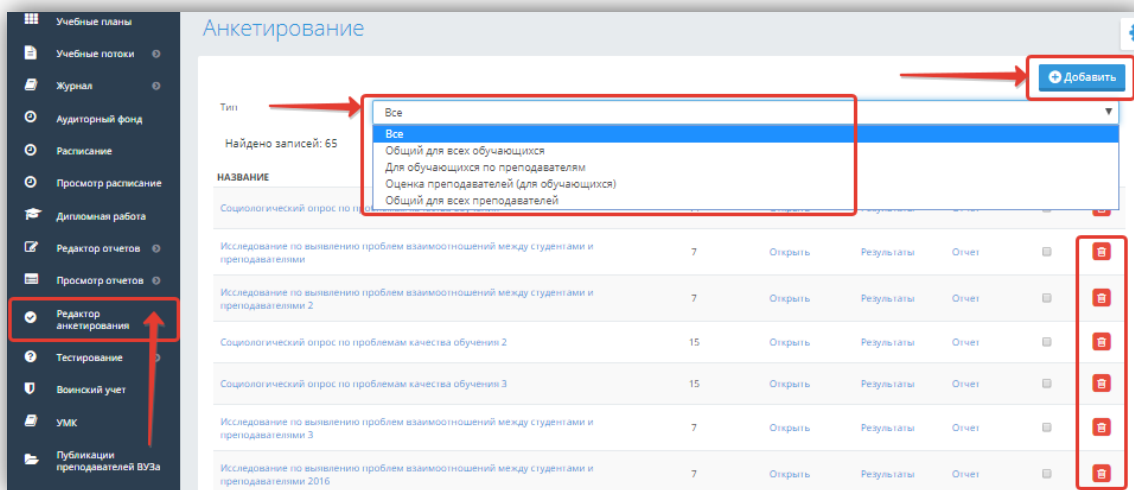 Учебные планы
Анкетирование
Учебные потоки
Добавить
Журнал
Тип
Все
Аудиторный фонд
Все
Найдено записей: 65
Общий для всех обучающихся
Расписание
Для обучающихся по преподавателям
НАЗВАНИЕ
Оценка преподавателей (для обучающихся)
Просмотр расписание
Общий для всех преподавателей
Социологический опрос по проблемам качества обучения
Дипломная работа
Редактор отчетов
Исследование по выявлению проблем взаимоотношений между студентами и
преподавателями
7 Открыть Результаты Отчет
Просмотр отчетов
Исследование по выявлению проблем взаимоотношений между студентами и
преподавателями 2
7 Открыть Результаты Отчет
Редактор
анкетирования
Социологический опрос по проблемам качества обучения 2 15 Открыть Результаты Отчет
Тестирование
Социологический опрос по проблемам качества обучения 3 15 Открыть Результаты Отчет
Воинский учет
УМК
Исследование по выявлению проблем взаимоотношений между студентами и
преподавателями 3
7 Открыть Результаты Отчет
Публикации
преподавателей ВУЗа
Исследование по выявлению проблем взаимоотношений между студентами и
преподавателями 2016
7 Открыть Результаты Отчет